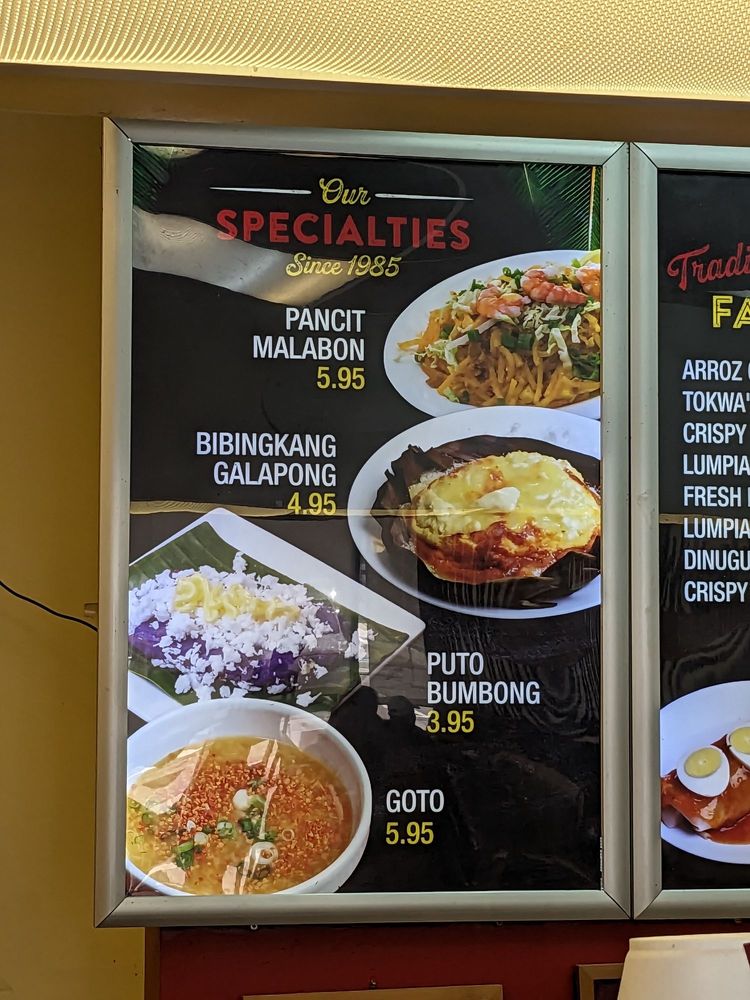 Our
SPECIALTIES
Since 1985
PANCIT
MALABON
5.95
BIBINGKANG
GALAPONG
4.95
PUTO
BUMBONG
3.95
GOTO
5.95
ARROZ
TOKWA'
CRISPY
LUMPIA
FRESH
LUMPIA
CRISPY